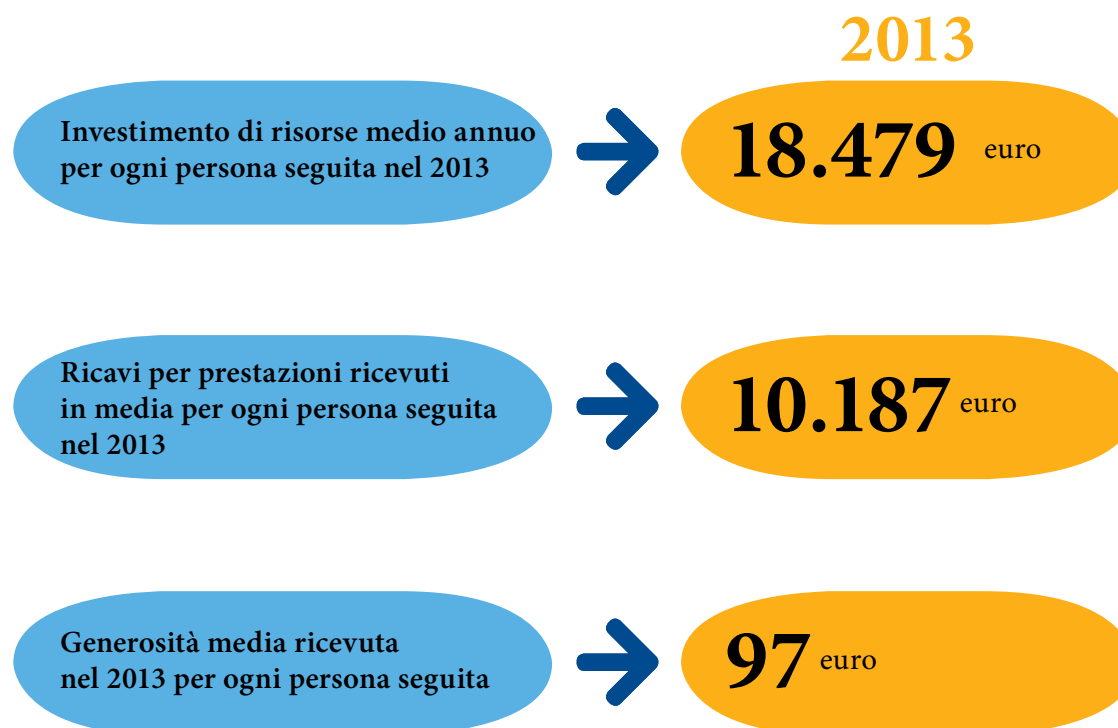 2013
Investimento di risorse medio annuo
per ogni persona seguita nel 2013
18.479 euro
Ricavi per prestazioni ricevuti
in media per ogni persona seguita
nel 2013
10.187 euro
Generosità media ricevuta
nel 2013 per ogni persona seguita
97 euro